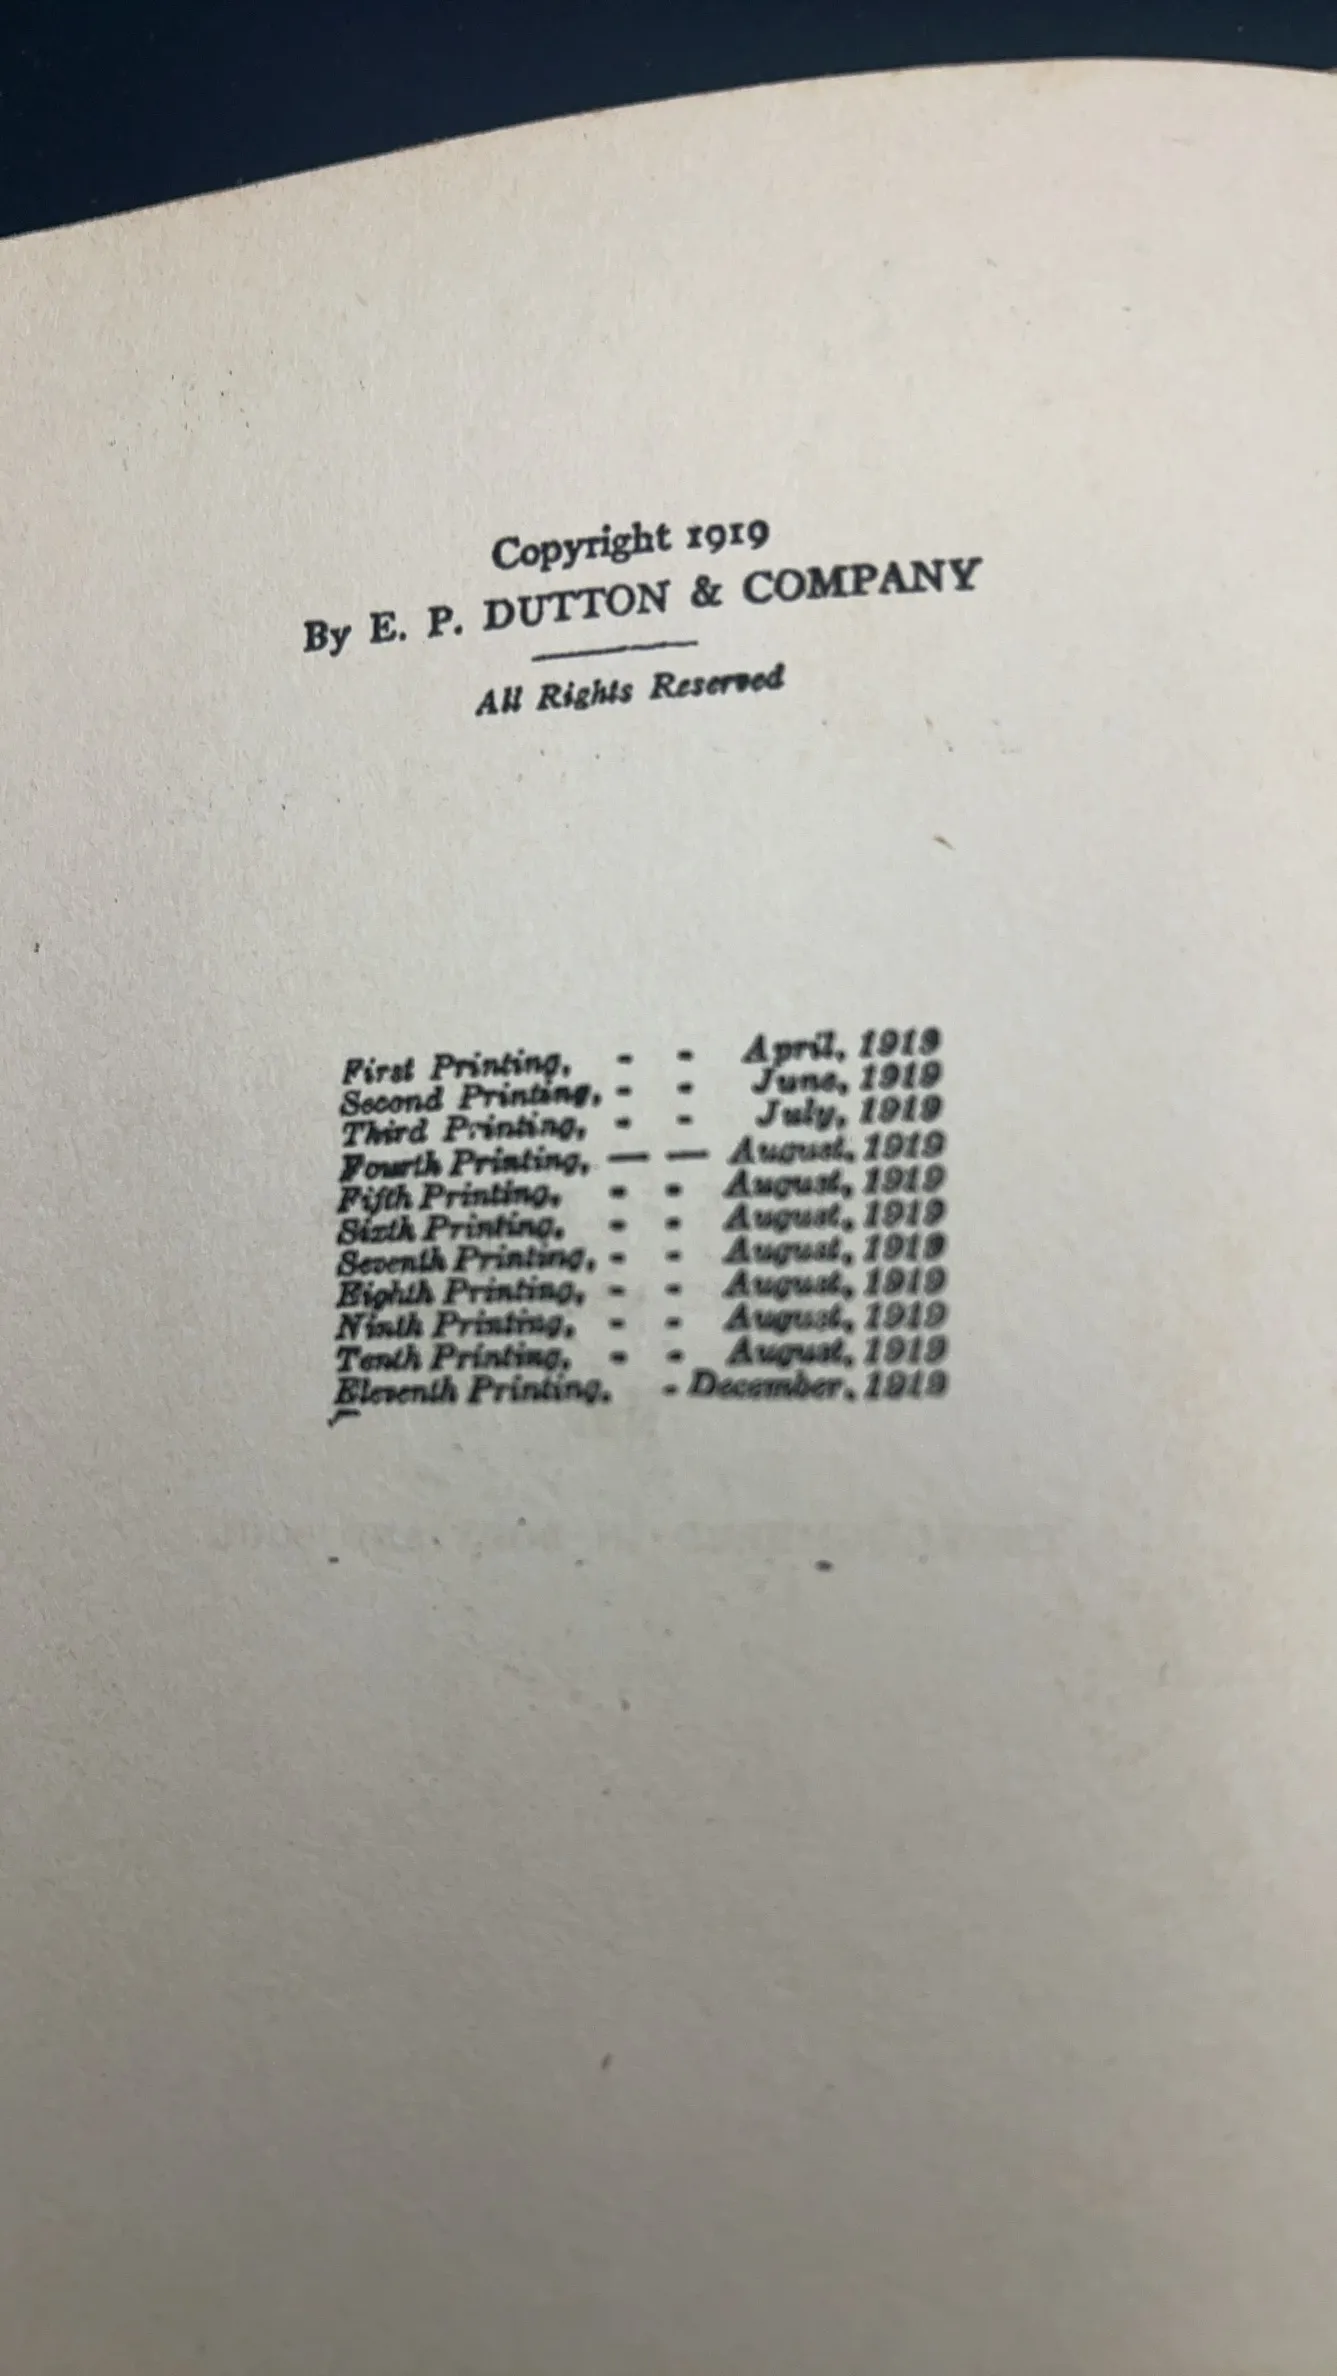 Copyright 1919
By E. P. DUTTON & COMPANY
All Rights Reserved
First Printing, - - April, 1919
Second Printing, - - June, 1919
Third Printing, - - July, 1919
Fourth Printing, — — August, 1919
Fifth Printing, - - August, 1919
Sixth Printing, - - August, 1919
Seventh Printing, - - August, 1919
Eighth Printing, - - August, 1919
Ninth Printing, - - August, 1919
Tenth Printing, - - August, 1919
Eleventh Printing, - December, 1919